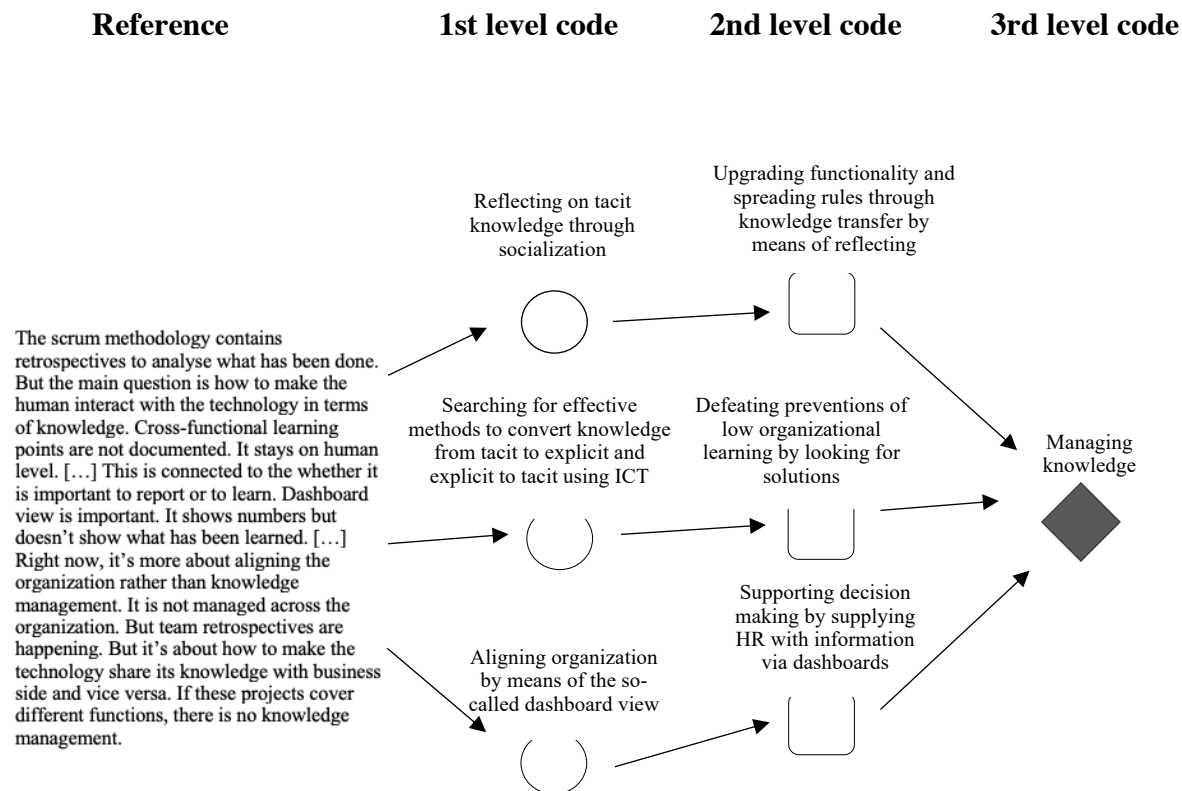 Reference
1st level code
2nd level code
3rd level code
Reflecting on tacit
knowledge through
socialization
Upgrading functionality and
spreading rules through
knowledge transfer by
means of reflecting
The scrum methodology contains
retrospectives to analyse what has been done.
But the main question is how to make the
human interact with the technology in terms
of knowledge. Cross-functional learning
points are not documented. It stays on human
level. […] This is connected to the whether it
is important to report or to learn. Dashboard
view is important. It shows numbers but
doesn't show what has been learned. […]
Right now, it's more about aligning the
organization rather than knowledge
management. It is not managed across the
organization. But team retrospectives are
happening. But it's about how to make the
technology share its knowledge with business
side and vice versa. If these projects cover
different functions, there is no knowledge
management.
Searching for effective
methods to convert knowledge
from tacit to explicit and
explicit to tacit using ICT
Defeating preventions of
low organizational
learning by looking for
solutions
Managing
knowledge
Aligning organization
by means of the so-
called dashboard view
Supporting decision
making by supplying
HR with information
via dashboards